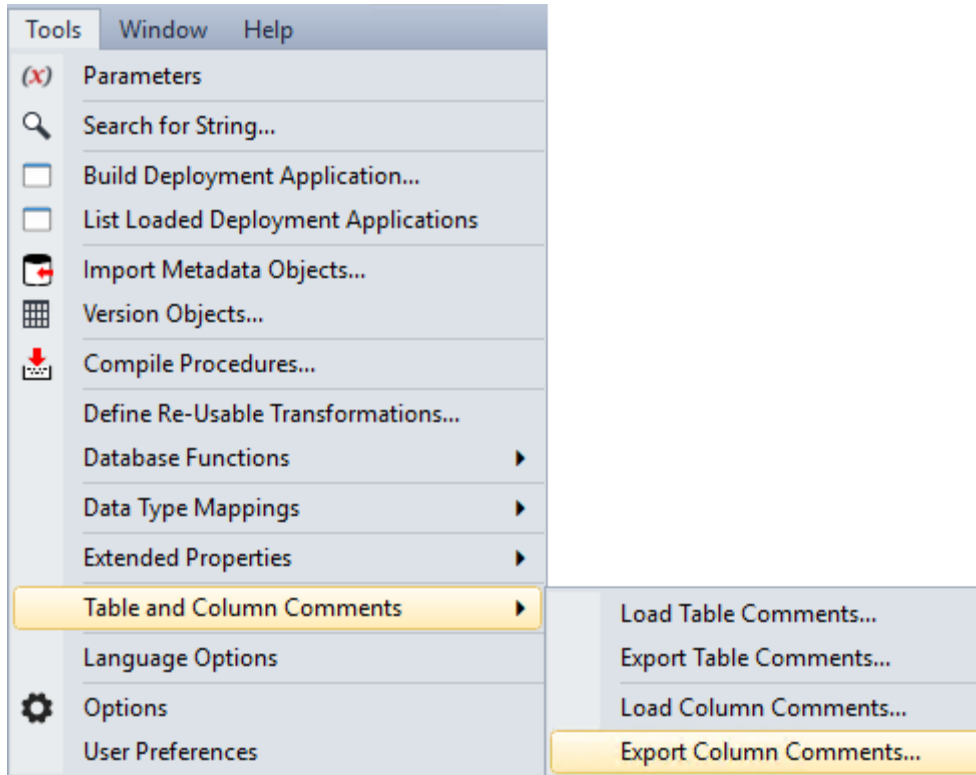 Tools Window Help
(x) Parameters
Search for String...
Build Deployment Application...
List Loaded Deployment Applications
Import Metadata Objects...
Version Objects...
Compile Procedures...
Define Re-Usable Transformations...
Database Functions
Data Type Mappings
Extended Properties
Table and Column Comments
Language Options
Options
User Preferences
Load Table Comments...
Export Table Comments...
Load Column Comments...
Export Column Comments...